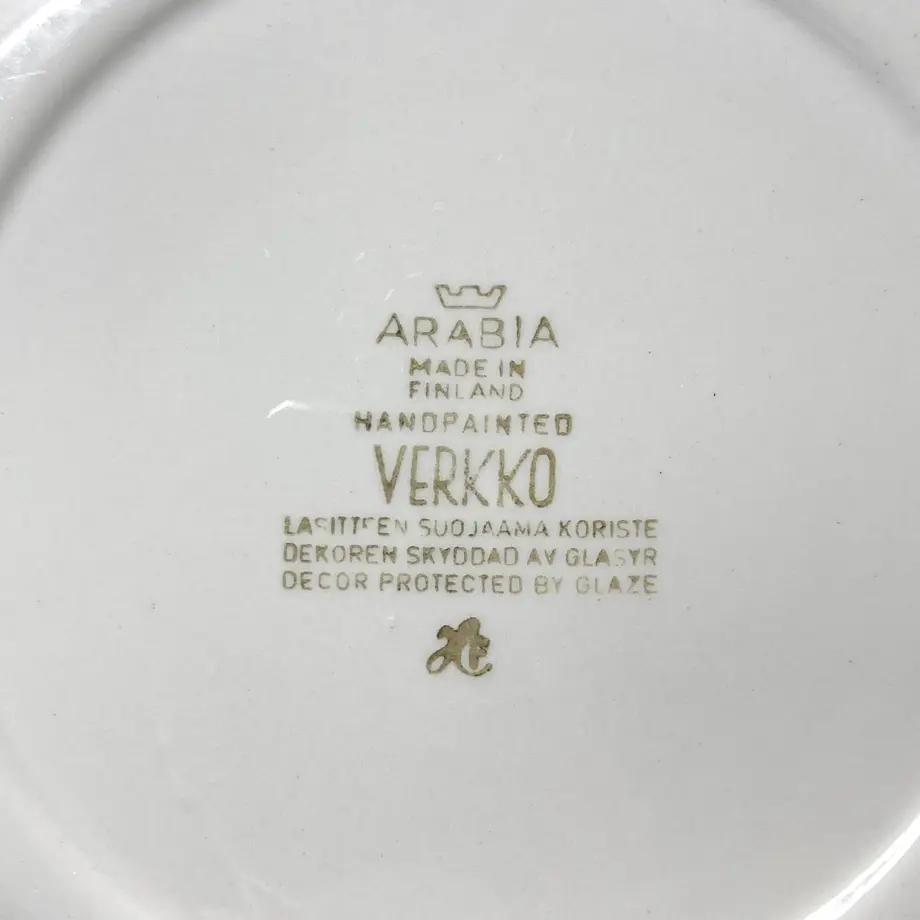 ARABIA
MADE IN
FINLAND
HANDPAINTED
VERKKO
LASITTEEN SUOJAAMA KORISTE
DEKOREN SKYDDAD AV GLASYR
DECOR PROTECTED BY GLAZE